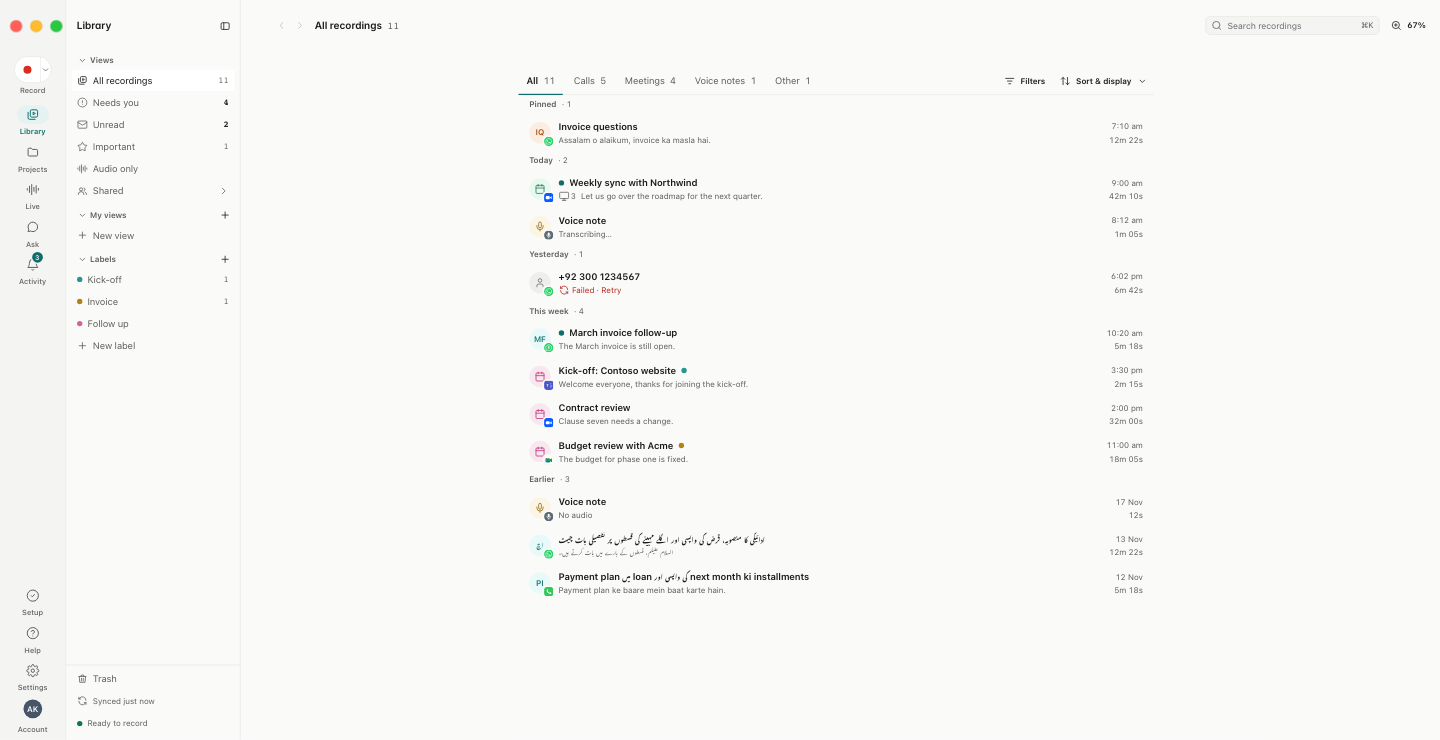 Library
All recordings 11
Search recordings ⌘K
67%
Record
Library
Projects
Live
Ask
3
Activity
Setup
Help
Settings
AK
Account
Views
All recordings 11
Needs you 4
Unread 2
Important 1
Audio only
Shared
My views
New view
Labels
Kick-off 1
Invoice 1
Follow up
New label
Trash
Synced just now
Ready to record
All 11 Calls 5 Meetings 4 Voice notes 1 Other 1
Filters Sort & display
Pinned · 1
IQ Invoice questions 7:10 am
Assalam o alaikum, invoice ka masla hai. 12m 22s
Today · 2
Weekly sync with Northwind 9:00 am
3 Let us go over the roadmap for the next quarter. 42m 10s
Voice note 8:12 am
Transcribing… 1m 05s
Yesterday · 1
+92 300 1234567 6:02 pm
Failed · Retry 6m 42s
This week · 4
MF March invoice follow-up 10:20 am
The March invoice is still open. 5m 18s
Kick-off: Contoso website 3:30 pm
Welcome everyone, thanks for joining the kick-off. 2m 15s
Contract review 2:00 pm
Clause seven needs a change. 32m 00s
Budget review with Acme 11:00 am
The budget for phase one is fixed. 18m 05s
Earlier · 3
Voice note 17 Nov
No audio 12s
ادائیگی کا منصوبہ، قرض کی واپسی اور اگلے مہینے کی قسطوں پر تفصیلی بات چیت 13 Nov
السلام علیکم، قسطوں کے بارے میں بات کرتے ہیں۔ 12m 22s
PI Payment plan میں loan کی واپسی اور next month ki installments 12 Nov
Payment plan ke baare mein baat karte hain. 5m 18s